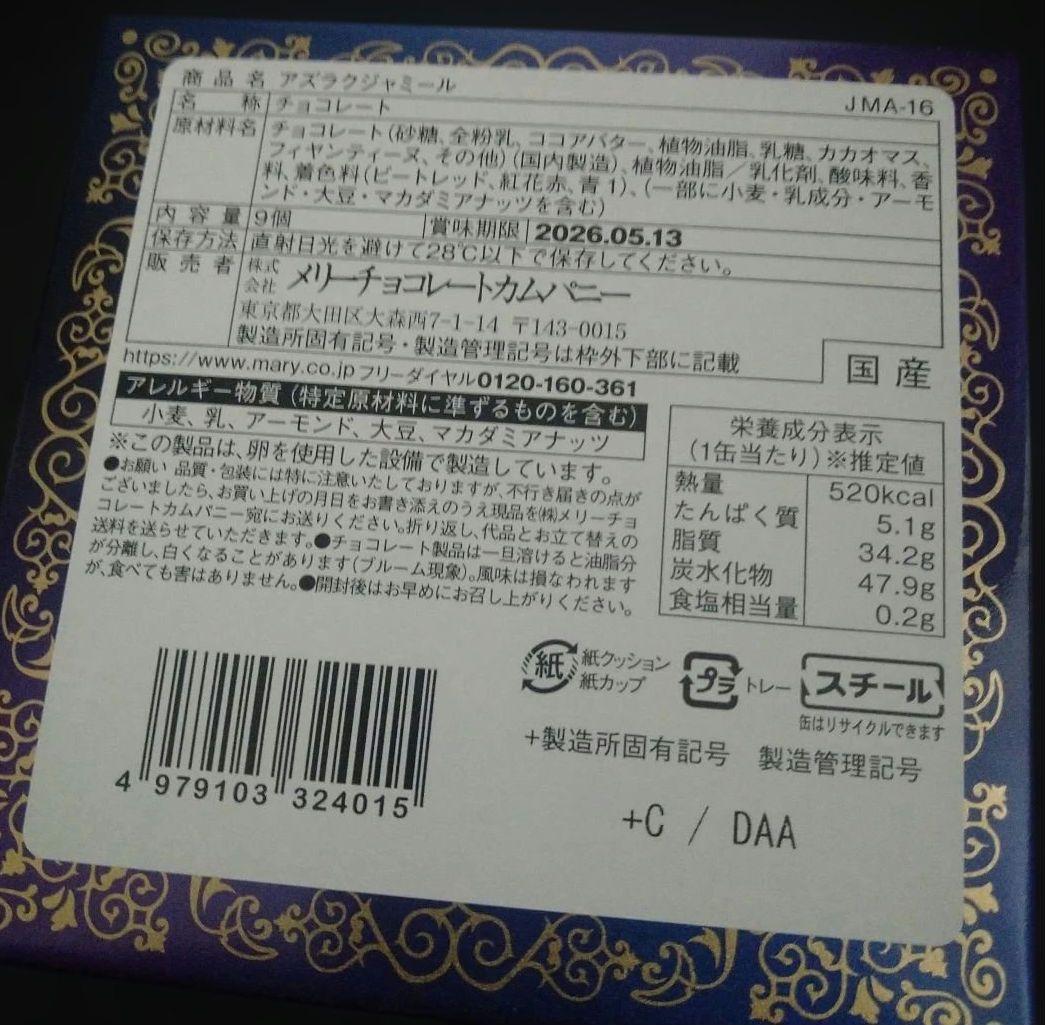 商品名 アズラクジャミール JMA-16
名称 チョコレート
原材料名 チョコレート(砂糖、全粉乳、ココアバター、植物油脂、乳糖、カカオマス、
フィヤンティーヌ、その他)(国内製造)、植物油脂／乳化剤、酸味料、香
料、着色料(ビートレッド、紅花赤、青1)、(一部に小麦・乳成分・アーモ
ンド・大豆・マカダミアナッツを含む)
内容量 9個 賞味期限 2026.05.13
保存方法 直射日光を避けて28℃以下で保存してください。
販売者 株式会社 メリーチョコレートカムパニー
東京都大田区大森西7-1-14 〒143-0015
製造所固有記号・製造管理記号は枠外下部に記載
https://www.mary.co.jp フリーダイヤル0120-160-361
国産
アレルギー物質(特定原材料に準ずるものを含む)
小麦、乳、アーモンド、大豆、マカダミアナッツ
※この製品は、卵を使用した設備で製造しています。
●お願い 品質・包装には特に注意いたしておりますが、不行き届きの点が
ございましたら、お買い上げの月日をお書き添えのうえ現品を㈱メリーチョ
コレートカムパニー宛にお送りください。折り返し、代品とお立て替えの
送料を送らせていただきます。●チョコレート製品は一旦溶けると油脂分
が分離し、白くなることがあります(ブルーム現象)。風味は損なわれます
が、食べても害はありません。●開封後はお早めにお召し上がりください。
栄養成分表示
(1缶当たり)※推定値
熱量 520kcal
たんぱく質 5.1g
脂質 34.2g
炭水化物 47.9g
食塩相当量 0.2g
紙 紙クッション
紙カップ
プラ トレー
スチール
缶はリサイクルできます
+製造所固有記号 製造管理記号
+C / DAA
4 979103 324015